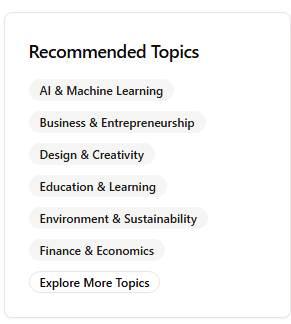 Recommended Topics
AI & Machine Learning
Business & Entrepreneurship
Design & Creativity
Education & Learning
Environment & Sustainability
Finance & Economics
Explore More Topics